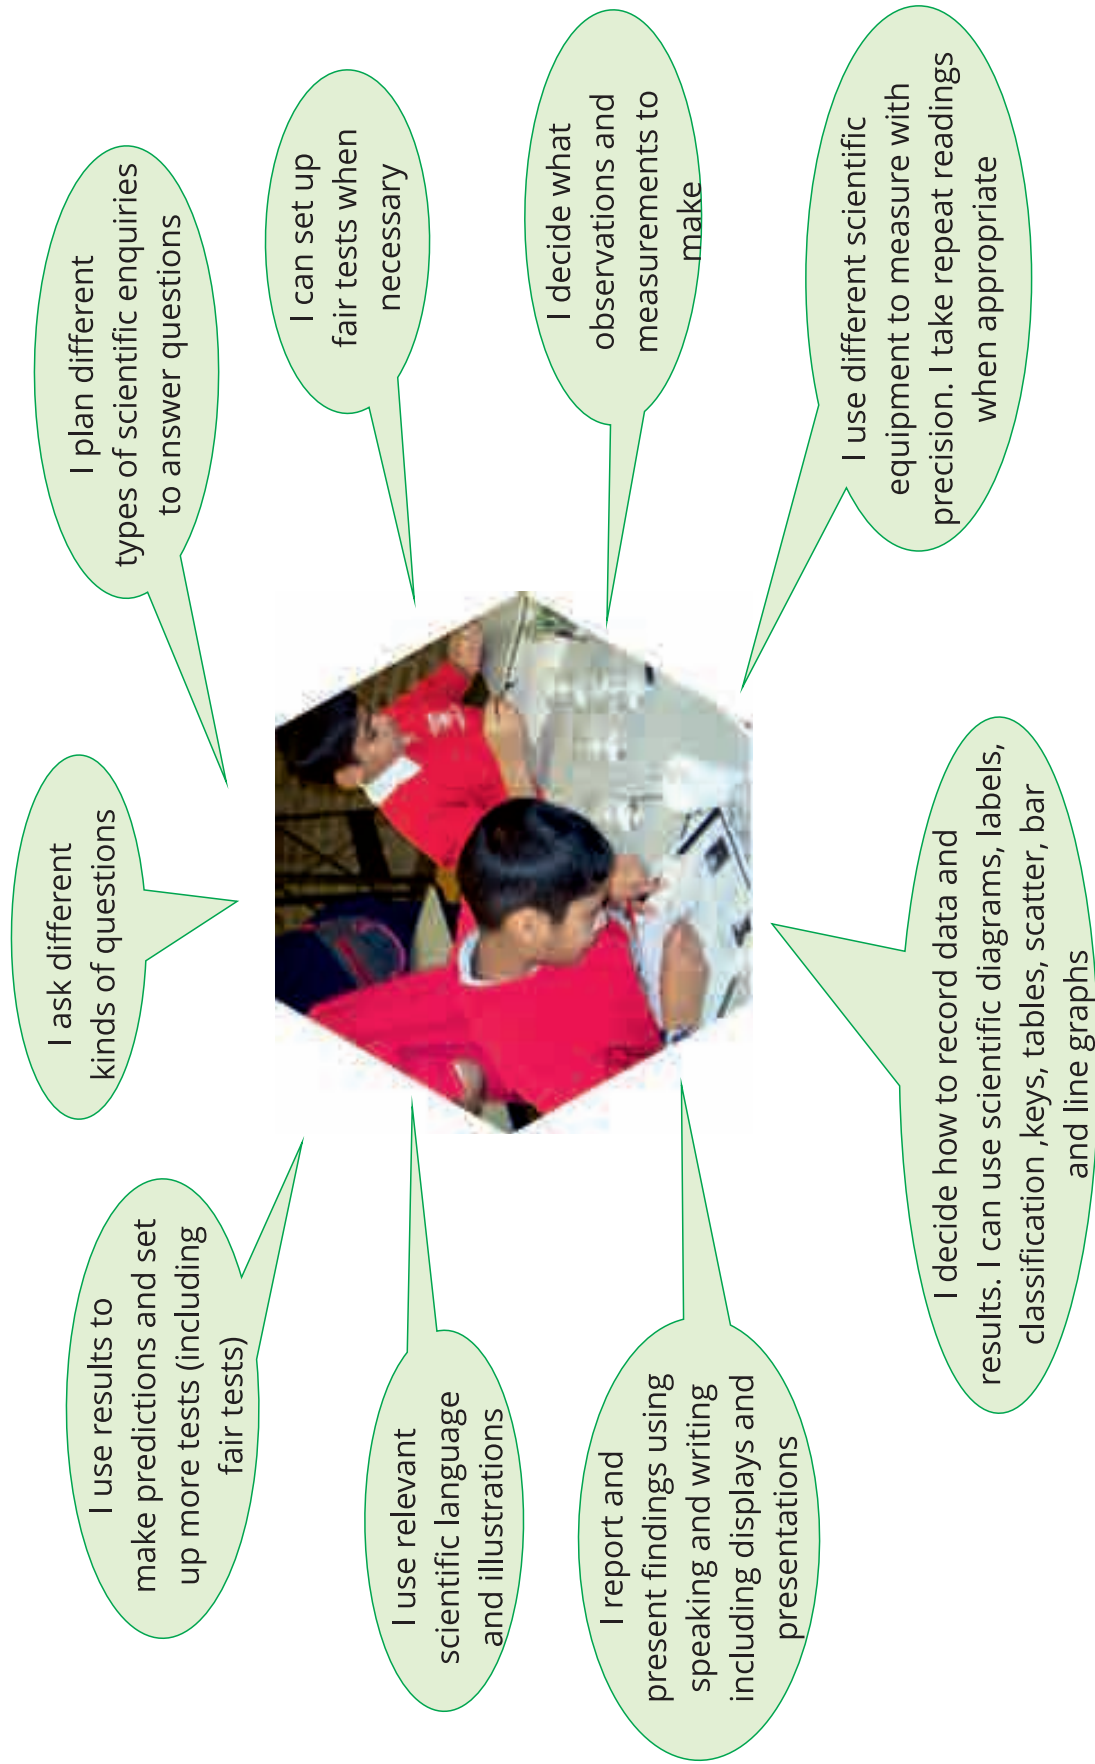 I ask different
kinds of questions
I plan different
types of scientific enquiries
to answer questions
I can set up
fair tests when
necessary
I decide what
observations and
measurements to
make
I use different scientific
equipment to measure with
precision. I take repeat readings
when appropriate
I decide how to record data and
results. I can use scientific diagrams, labels,
classification ,keys, tables, scatter, bar
and line graphs
I report and
present findings using
speaking and writing
including displays and
presentations
I use relevant
scientific language
and illustrations
I use results to
make predictions and set
up more tests (including
fair tests)